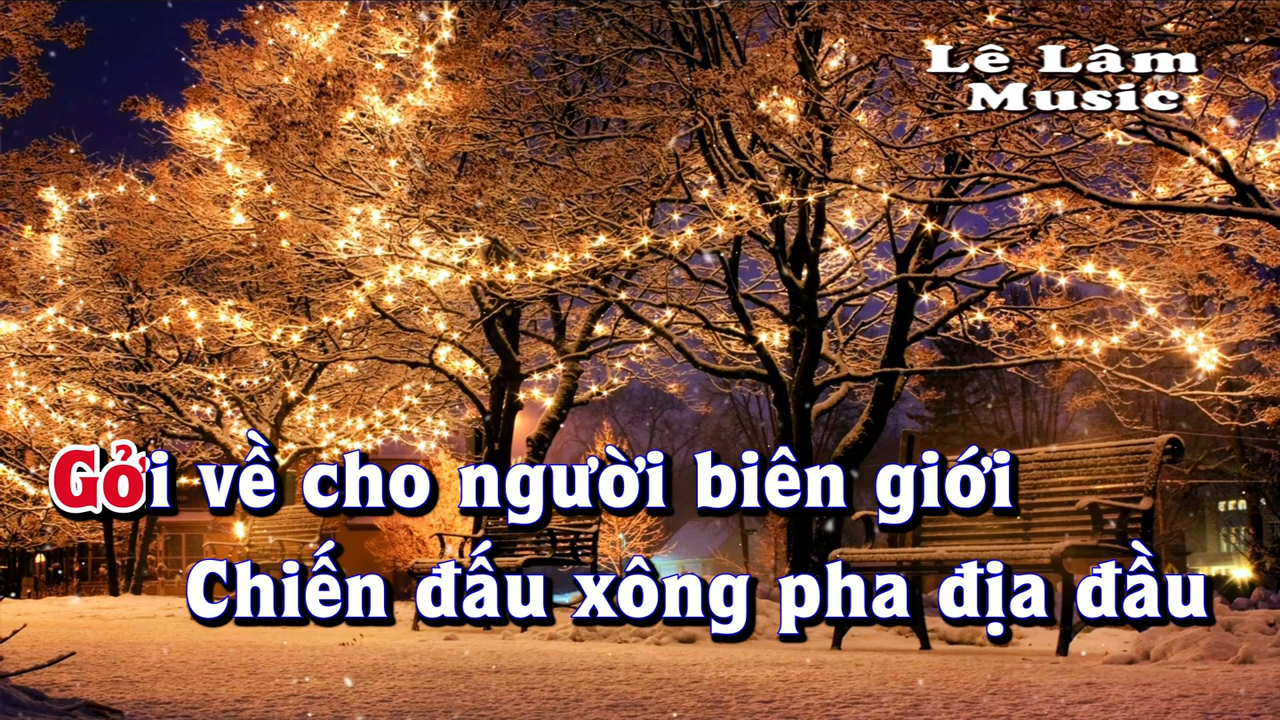 Lê Lâm
Music
Gởi về cho người biên giới
Chiến đấu xông pha địa đầu